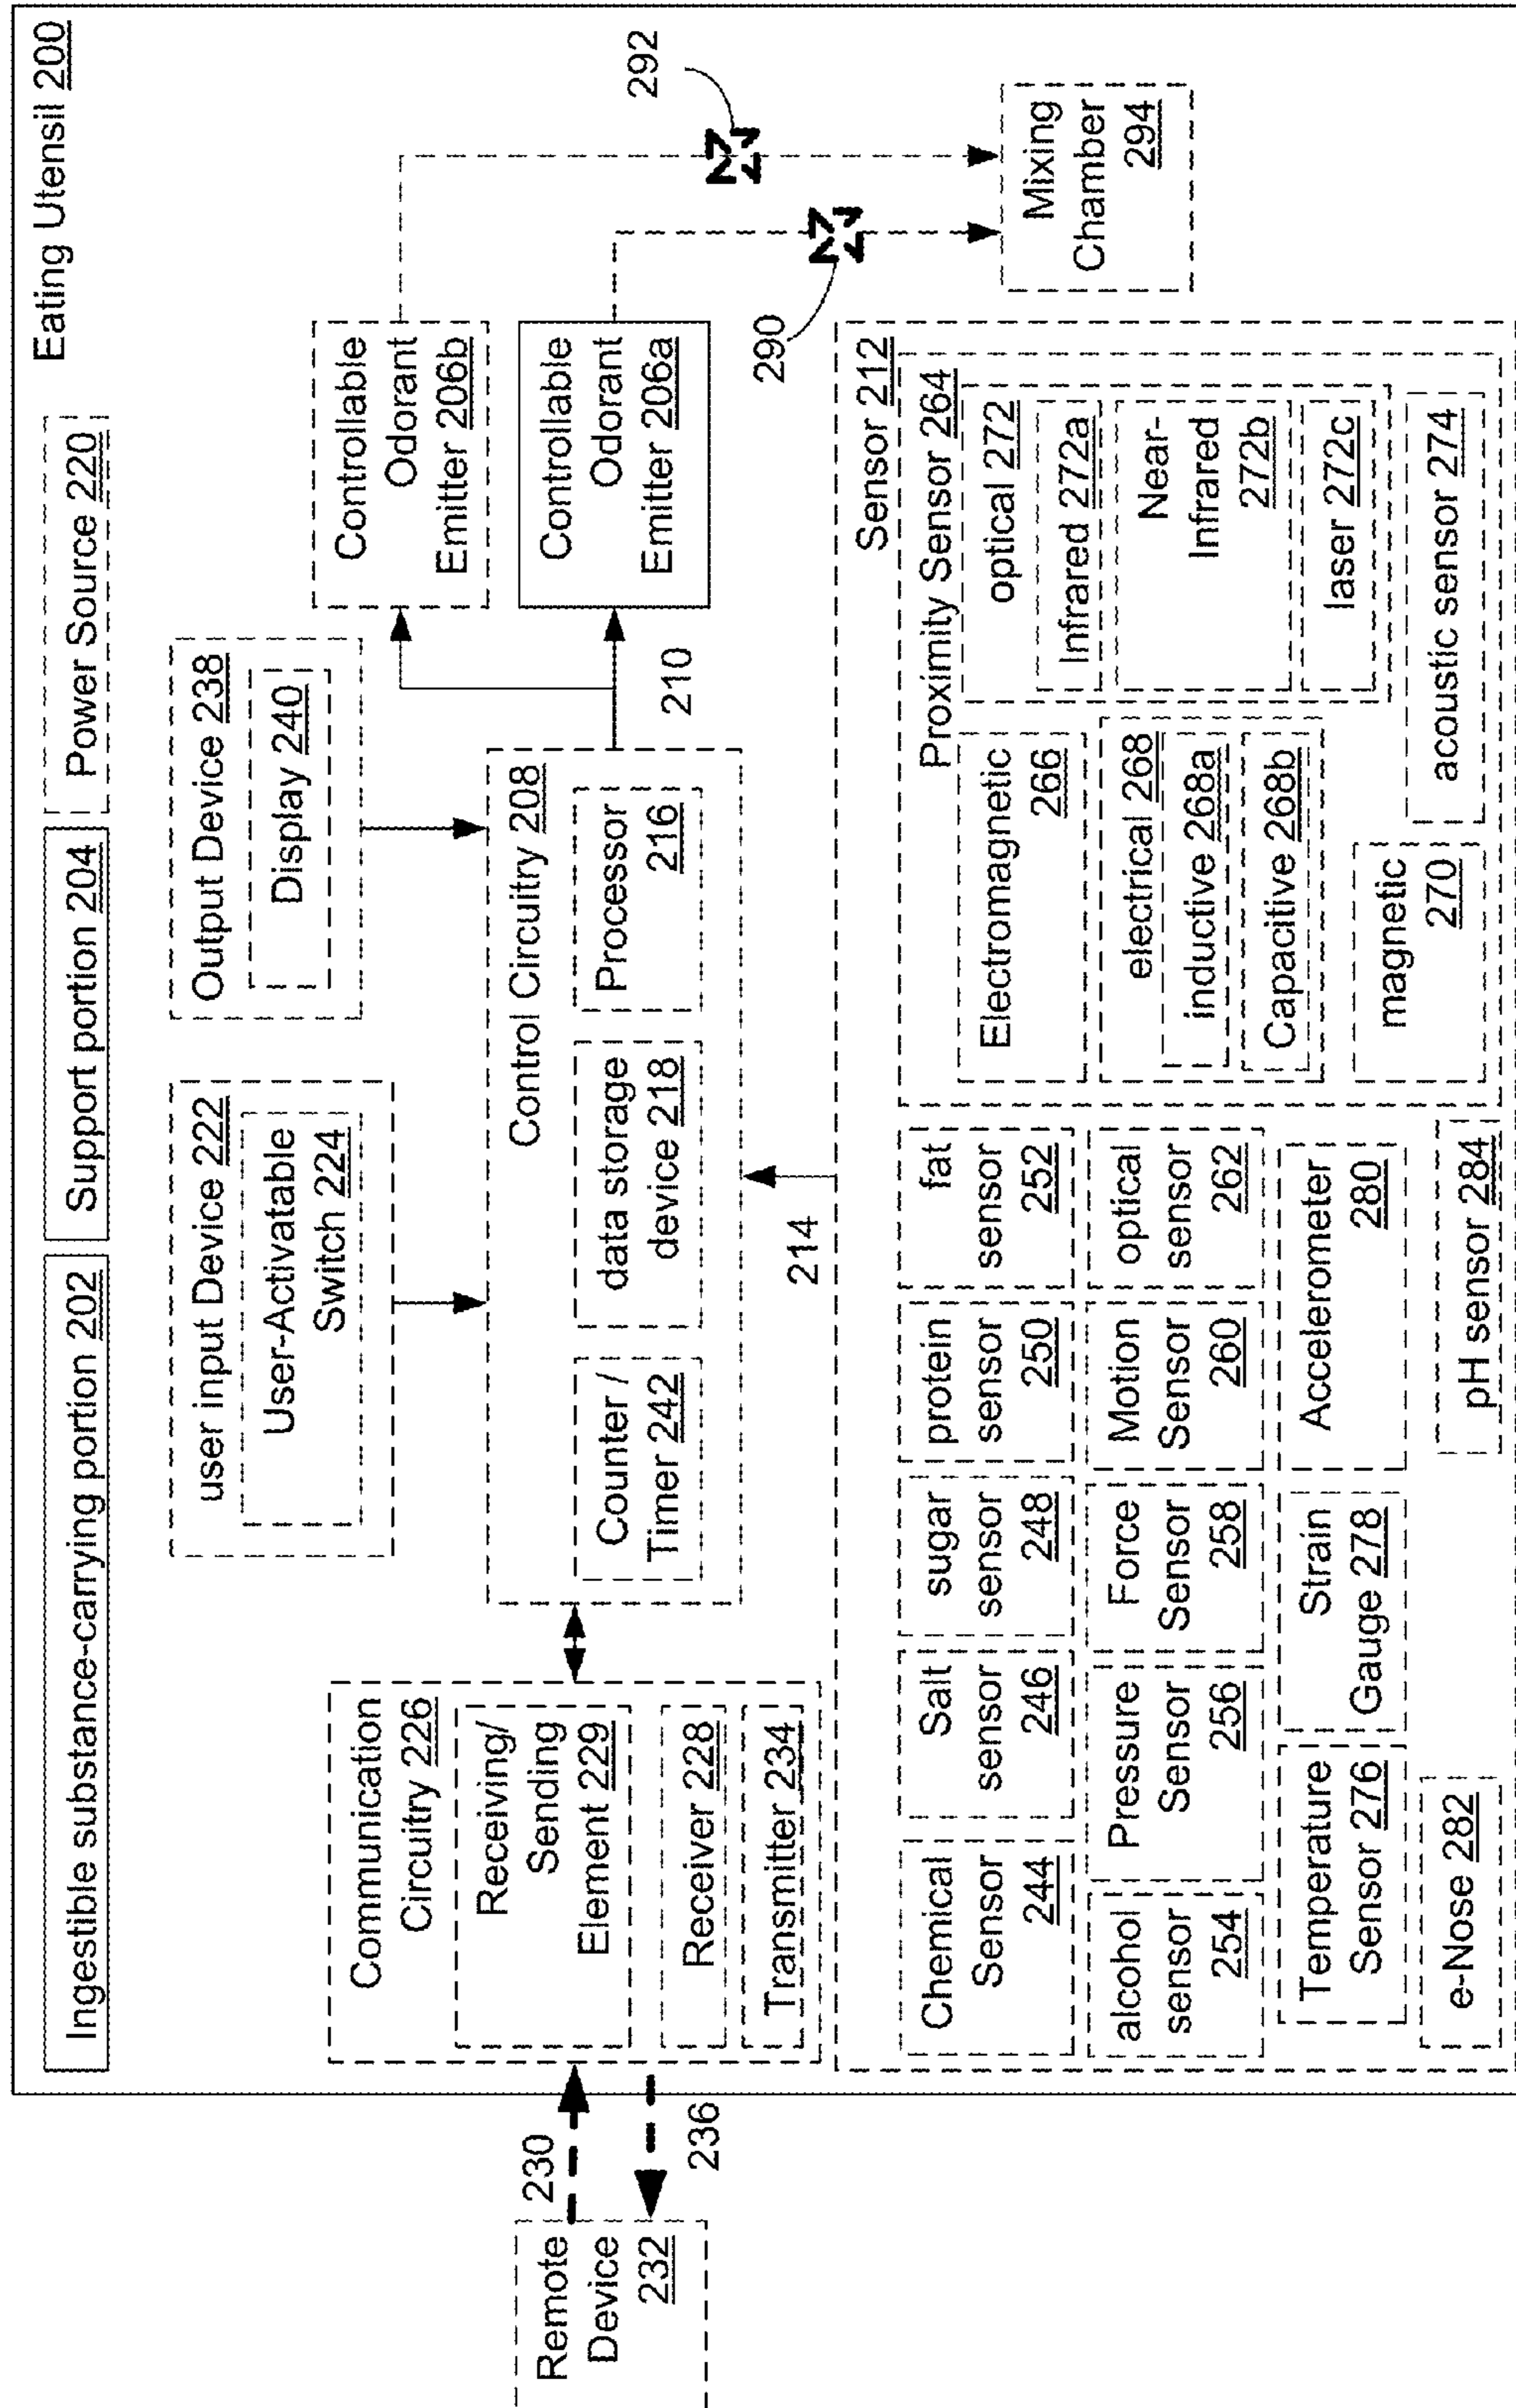 Eating Utensil 200
Ingestible substance-carrying portion 202
Support portion 204
Power Source 220
user input Device 222
User-Activatable
Switch 224
Output Device 238
Display 240
Controllable
Odorant
Emitter 206b
Controllable
Odorant
Emitter 206a
292
290
Mixing
Chamber
294
210
Communication
Circuitry 226
Receiving/
Sending
Element 229
Receiver 228
Transmitter 234
Control Circuitry 208
Counter /
Timer 242
data storage
device 218
Processor
216
Remote
Device
232
230
236
214
Sensor 212
Chemical
Sensor
244
Salt
sensor
246
sugar
sensor
248
protein
sensor
250
fat
sensor
252
alcohol
sensor
254
Pressure
Sensor
256
Force
Sensor
258
Motion
Sensor
260
optical
sensor
262
Temperature
Sensor 276
Strain
Gauge 278
Accelerometer
280
e-Nose 282
pH sensor 284
Proximity Sensor 264
Electromagnetic
266
electrical 268
inductive 268a
Capacitive 268b
magnetic
270
optical 272
Infrared 272a
Near-
Infrared
272b
laser 272c
acoustic sensor 274